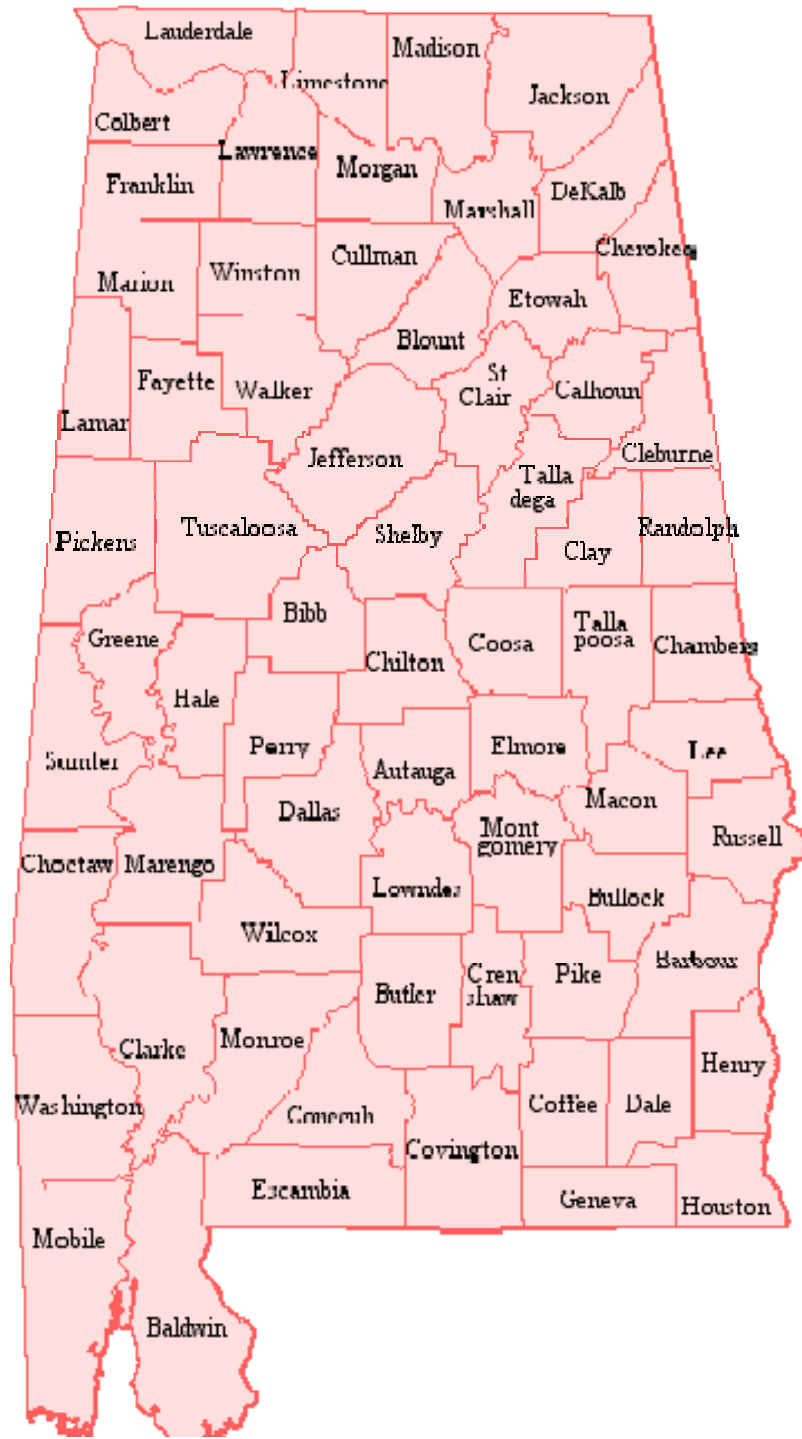 Lauderdale
Limestone
Madison
Jackson
Colbert
Lawrence
Morgan
Franklin
Marshall
DeKalb
Cherokee
Marion
Winston
Cullman
Etowah
Blount
Fayette
Walker
St
Clair
Calhoun
Lamar
Jefferson
Cleburne
Talla
dega
Pickens
Tuscaloosa
Shelby
Clay
Randolph
Greene
Bibb
Coosa
Talla
poosa
Chambers
Chilton
Hale
Perry
Elmore
Lee
Sumter
Autauga
Dallas
Macon
Mont
gomery
Russell
Choctaw
Marengo
Lowndes
Bullock
Wilcox
Barbour
Butler
Cren
shaw
Pike
Monroe
Clarke
Henry
Washington
Conecuh
Coffee
Dale
Covington
Escambia
Geneva
Houston
Mobile
Baldwin